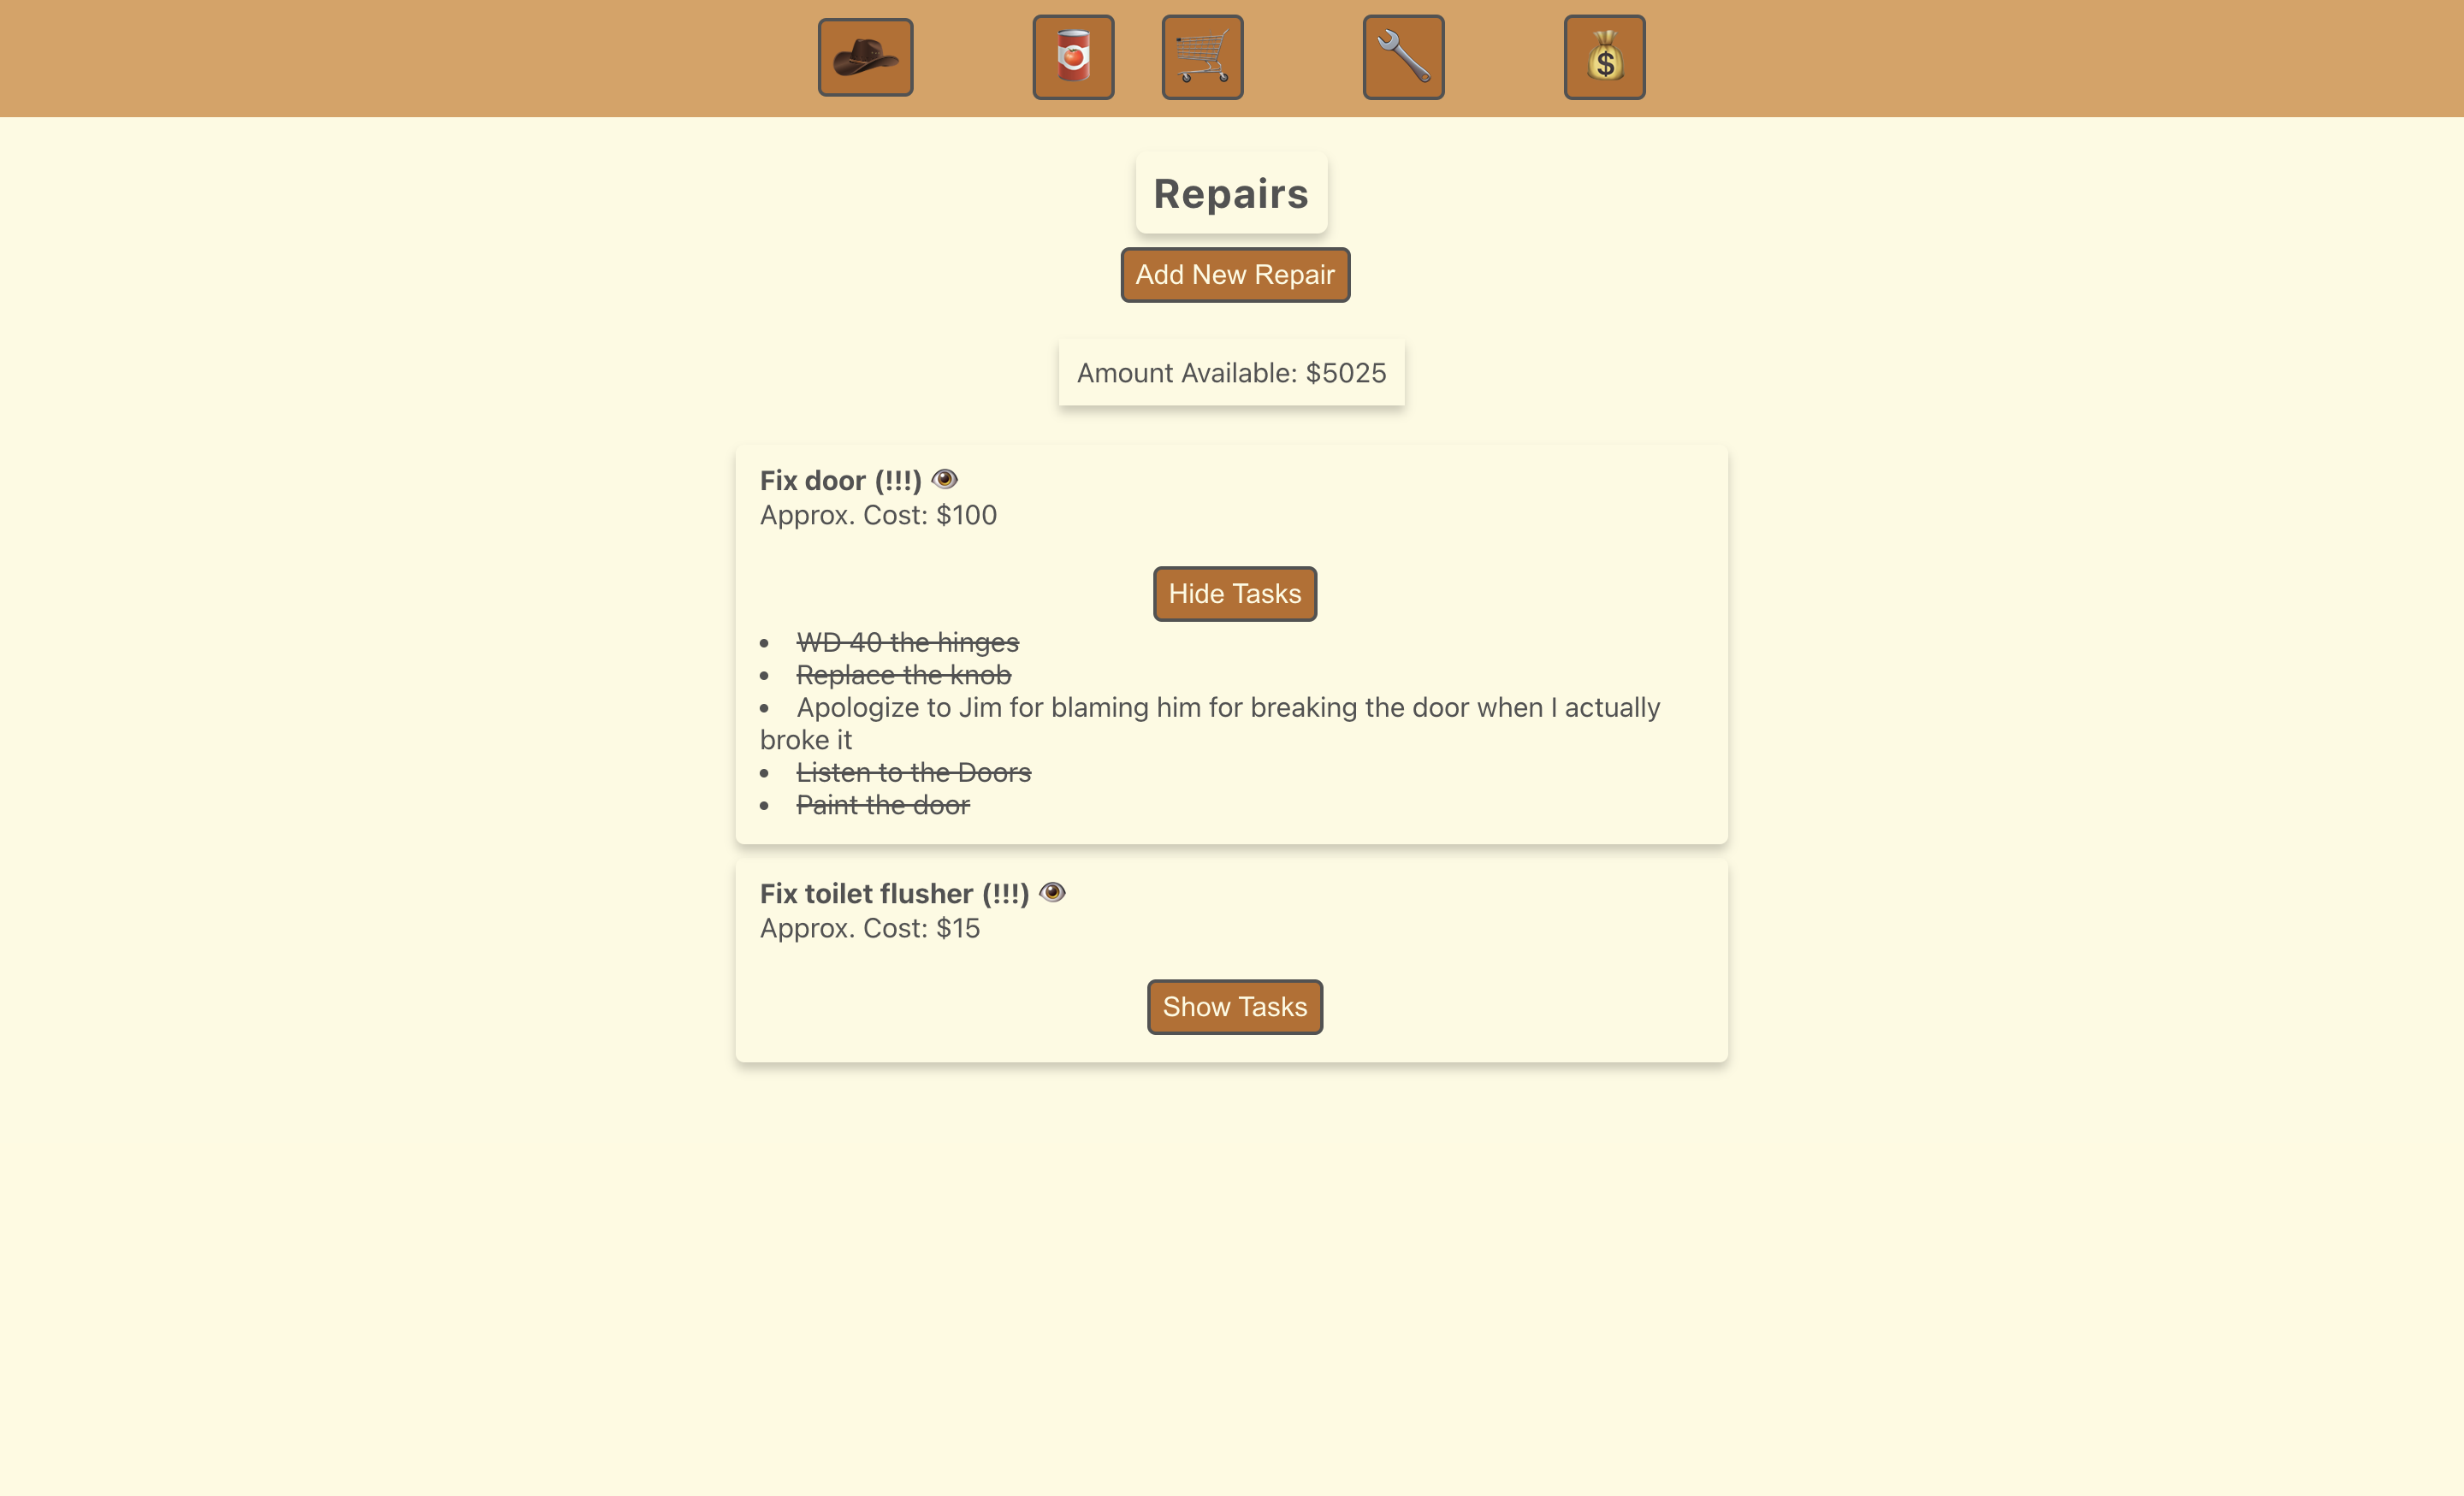 Repairs
Add New Repair
Amount Available: $5025
Fix door (!!!) 👁️
Approx. Cost: $100
Hide Tasks
• WD 40 the hinges
• Replace the knob
• Apologize to Jim for blaming him for breaking the door when I actually
broke it
• Listen to the Doors
• Paint the door
Fix toilet flusher (!!!) 👁️
Approx. Cost: $15
Show Tasks